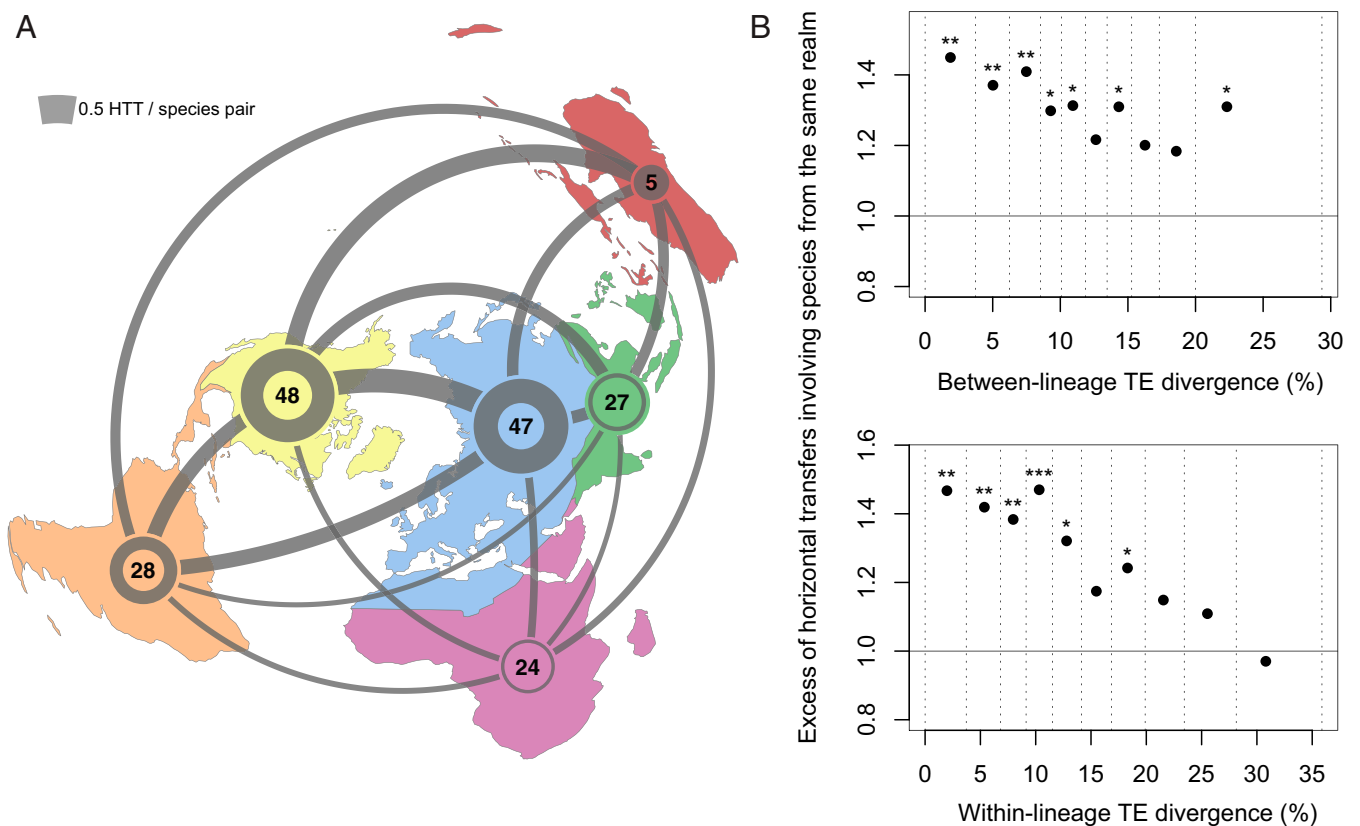 A
0.5 HTT / species pair
5
48
47
27
28
24
B
Excess of horizontal transfers involving species from the same realm
** ** ** * * * *
1.4
1.2
1.0
0.8
0 5 10 15 20 25 30
Between-lineage TE divergence (%)
** ** ** *** * *
1.6
1.4
1.2
1.0
0.8
0 5 10 15 20 25 30 35
Within-lineage TE divergence (%)